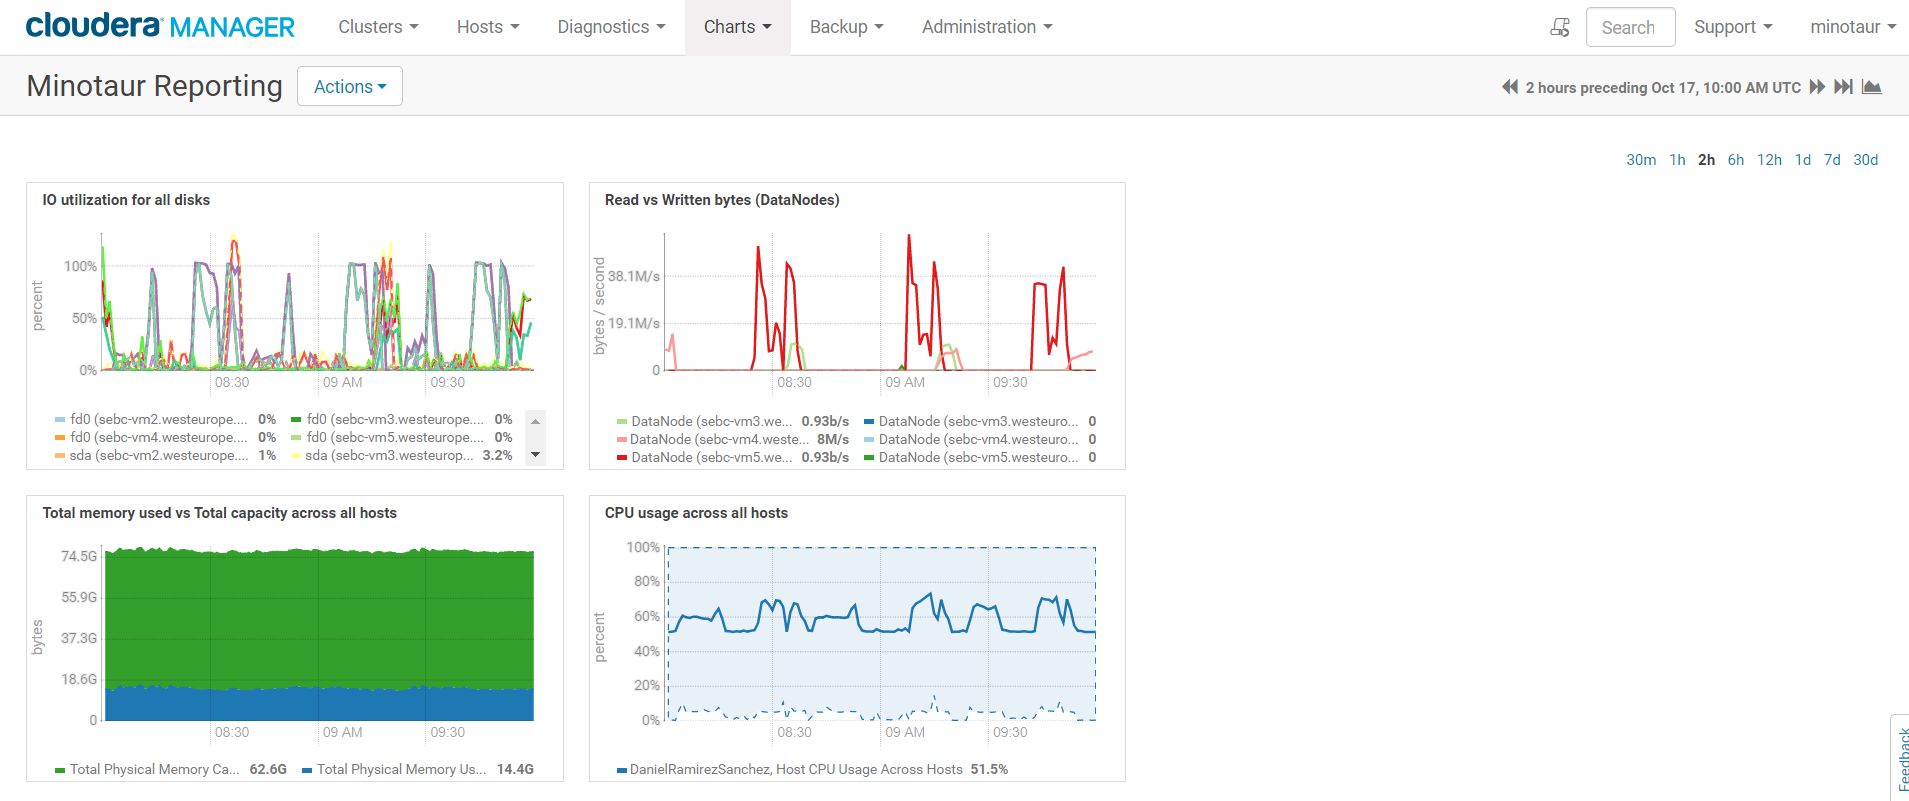 cloudera MANAGER Clusters Hosts Diagnostics Charts Backup Administration Search Support minotaur
Minotaur Reporting Actions 2 hours preceding Oct 17, 10:00 AM UTC
30m 1h 2h 6h 12h 1d 7d 30d
IO utilization for all disks
percent
100%
50%
0%
08:30 09 AM 09:30
fd0 (sebc-vm2.westeurope.... 0% fd0 (sebc-vm3.westeurope.... 0%
fd0 (sebc-vm4.westeurope.... 0% fd0 (sebc-vm5.westeurope.... 0%
sda (sebc-vm2.westeurope.... 1% sda (sebc-vm3.westeurop... 3.2%
Read vs Written bytes (DataNodes)
bytes / second
38.1M/s
19.1M/s
0
08:30 09 AM 09:30
DataNode (sebc-vm3.we... 0.93b/s DataNode (sebc-vm3.westeuro... 0
DataNode (sebc-vm4.weste... 8M/s DataNode (sebc-vm4.westeuro... 0
DataNode (sebc-vm5.we... 0.93b/s DataNode (sebc-vm5.westeuro... 0
Total memory used vs Total capacity across all hosts
bytes
74.5G
55.9G
37.3G
18.6G
0
08:30 09 AM 09:30
Total Physical Memory Ca... 62.6G Total Physical Memory Us... 14.4G
CPU usage across all hosts
percent
100%
80%
60%
40%
20%
0%
08:30 09 AM 09:30
DanielRamirezSanchez, Host CPU Usage Across Hosts 51.5%
Feedback